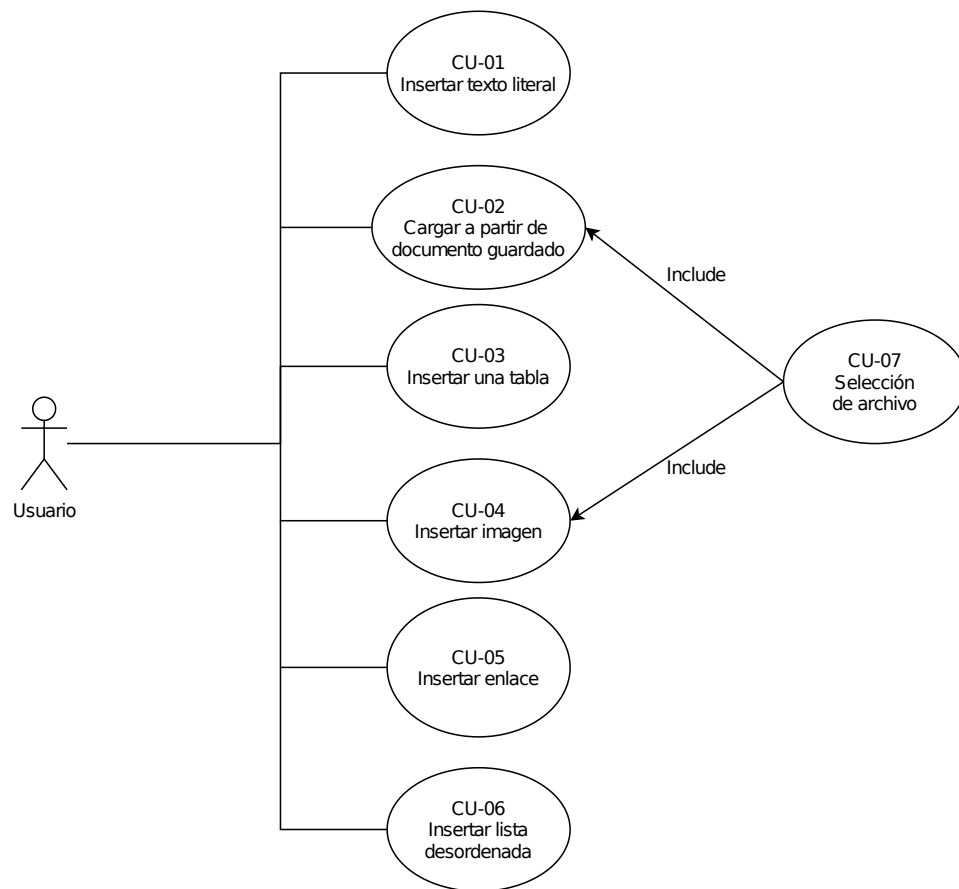 CU-01
Insertar texto literal
CU-02
Cargar a partir de
documento guardado
Include
CU-03
Insertar una tabla
CU-07
Selección
de archivo
Usuario
Include
CU-04
Insertar imagen
CU-05
Insertar enlace
CU-06
Insertar lista
desordenada